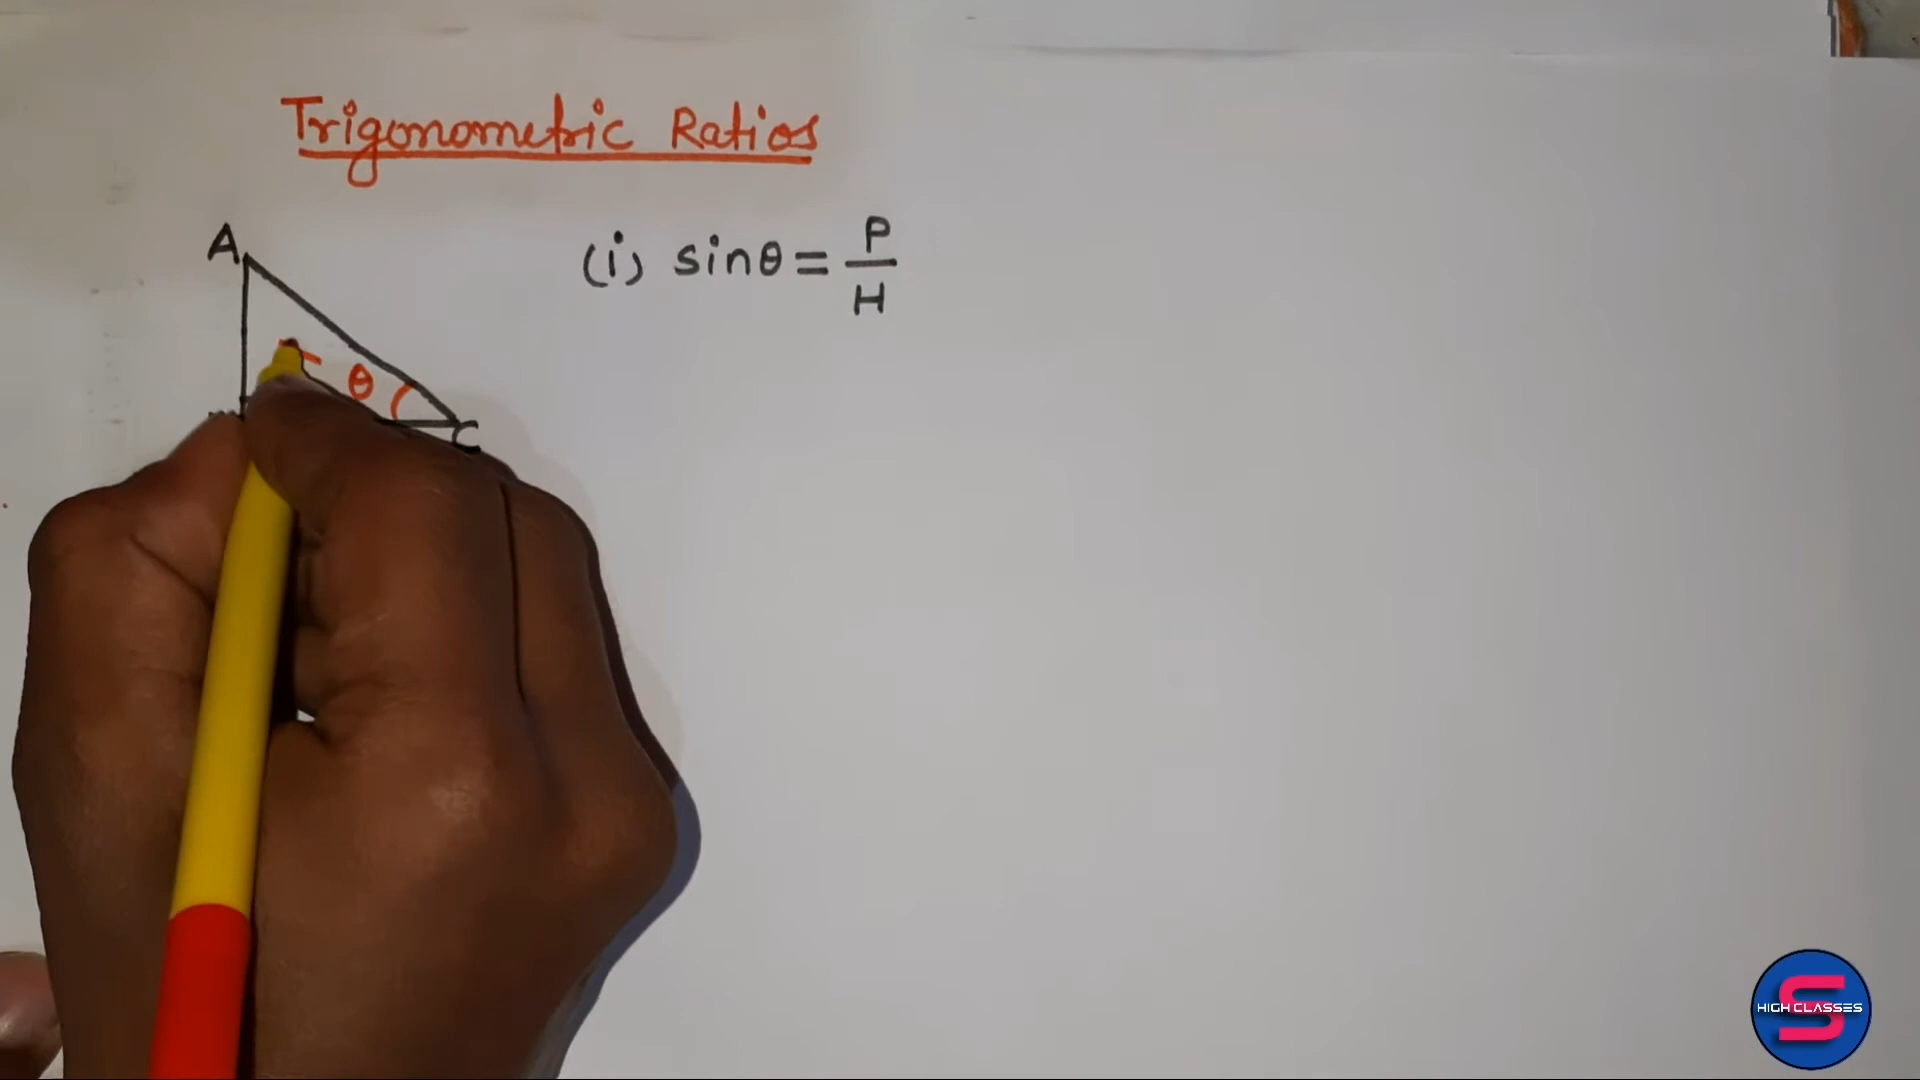 Trigonometric Ratios
A
(i) sinθ = P/H
θ
C
S
HIGH CLASSES